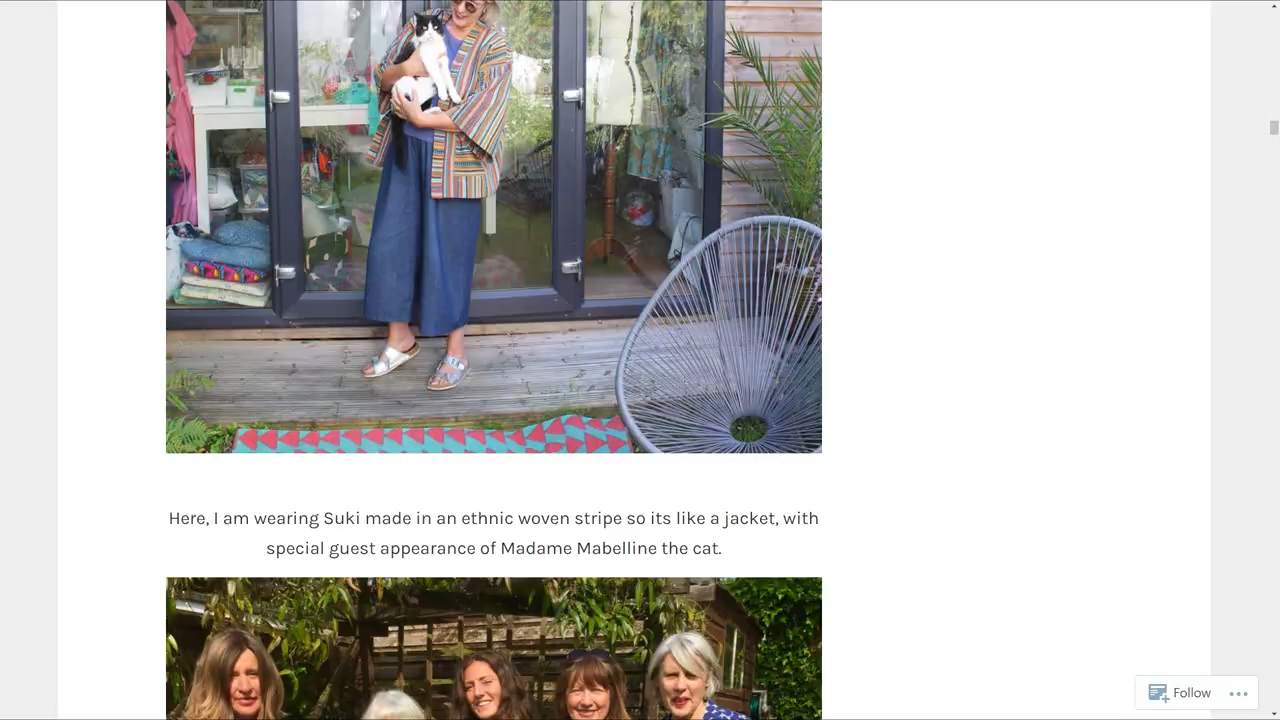 Here, I am wearing Suki made in an ethnic woven stripe so its like a jacket, with
special guest appearance of Madame Mabelline the cat.
Follow